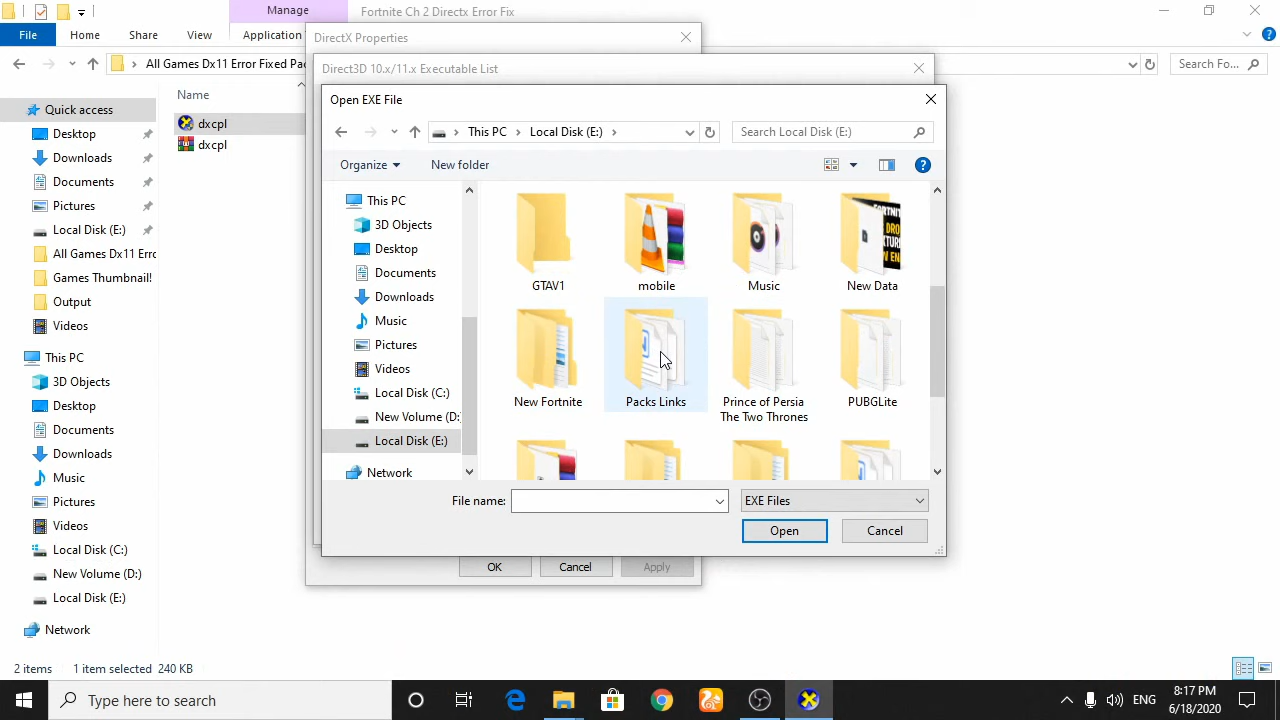 Manage
Fortnite Ch 2 Directx Error Fix
File
Home
Share
View
Application
All Games Dx11 Error Fixed Pac
Search Fo...
Name
dxcpl
dxcpl
Quick access
Desktop
Downloads
Documents
Pictures
Local Disk (E:)
All Games Dx11 Erro
Games Thumbnail!
Output
Videos
This PC
3D Objects
Desktop
Documents
Downloads
Music
Pictures
Videos
Local Disk (C:)
New Volume (D:)
Local Disk (E:)
Network
2 items
1 item selected 240 KB
DirectX Properties
Direct3D 10.x/11.x Executable List
Open EXE File
This PC
Local Disk (E:)
Search Local Disk (E:)
Organize
New folder
This PC
3D Objects
Desktop
Documents
Downloads
Music
Pictures
Videos
Local Disk (C:)
New Volume (D:
Local Disk (E:)
Network
GTAV1
mobile
Music
New Data
New Fortnite
Packs Links
Prince of Persia
The Two Thrones
PUBGLite
File name:
EXE Files
Open
Cancel
OK
Cancel
Apply
Type here to search
ENG
8:17 PM
6/18/2020